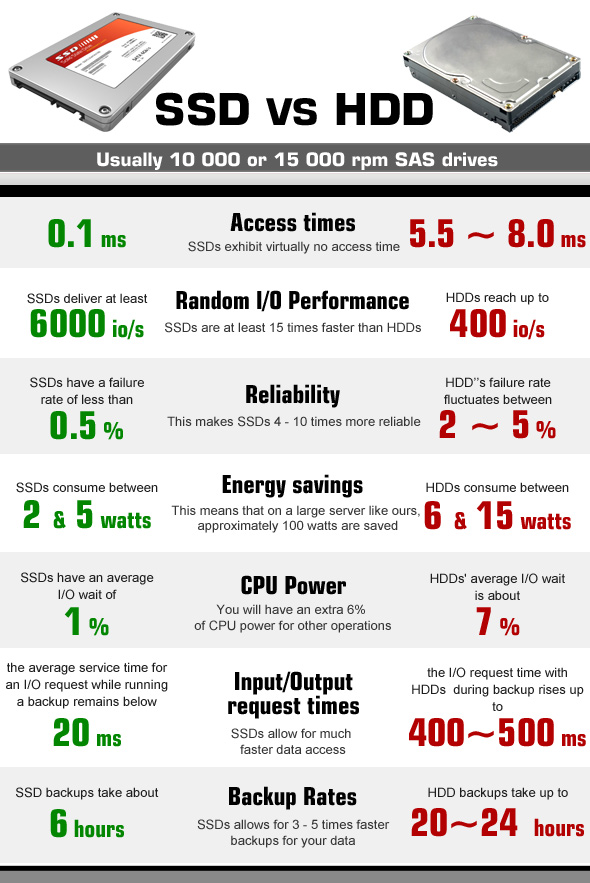 SSD
SSD vs HDD
Usually 10 000 or 15 000 rpm SAS drives
0.1 ms
Access times
SSDs exhibit virtually no access time
5.5 ~ 8.0 ms
SSDs deliver at least
6000 io/s
Random I/O Performance
SSDs are at least 15 times faster than HDDs
HDDs reach up to
400 io/s
SSDs have a failure
rate of less than
0.5 %
Reliability
This makes SSDs 4 - 10 times more reliable
HDD''s failure rate
fluctuates between
2 ~ 5 %
SSDs consume between
2 & 5 watts
Energy savings
This means that on a large server like ours,
approximately 100 watts are saved
HDDs consume between
6 & 15 watts
SSDs have an average
I/O wait of
1 %
CPU Power
You will have an extra 6%
of CPU power for other operations
HDDs' average I/O wait
is about
7 %
the average service time for
an I/O request while running
a backup remains below
20 ms
Input/Output
request times
SSDs allow for much
faster data access
the I/O request time with
HDDs during backup rises up
to
400~500 ms
SSD backups take about
6 hours
Backup Rates
SSDs allows for 3 - 5 times faster
backups for your data
HDD backups take up to
20~24 hours